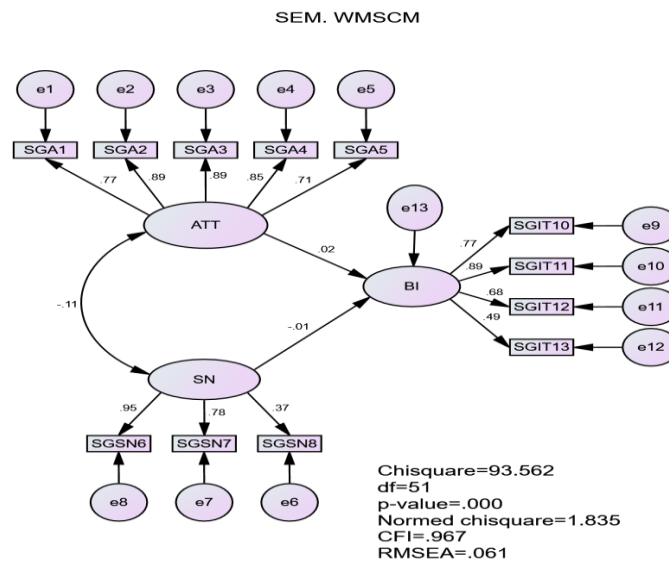 SEM. WMSCM
e1 e2 e3 e4 e5
SGA1 SGA2 SGA3 SGA4 SGA5
.77 .89 .89 .85 .71
ATT
e13
.02
BI
.77 SGIT10 e9
.89 SGIT11 e10
.68 SGIT12 e11
.49 SGIT13 e12
-.11
-.01
SN
.95 .78 .37
SGSN6 SGSN7 SGSN8
e8 e7 e6
Chisquare=93.562
df=51
p-value=.000
Normed chisquare=1.835
CFI=.967
RMSEA=.061